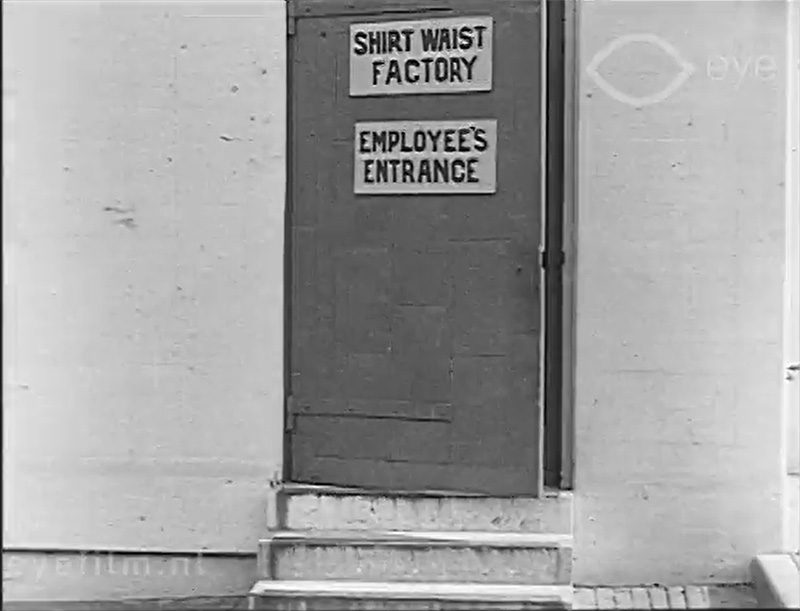 SHIRT WAIST
FACTORY
EMPLOYEE'S
ENTRANCE
eye
eyefilm.nl